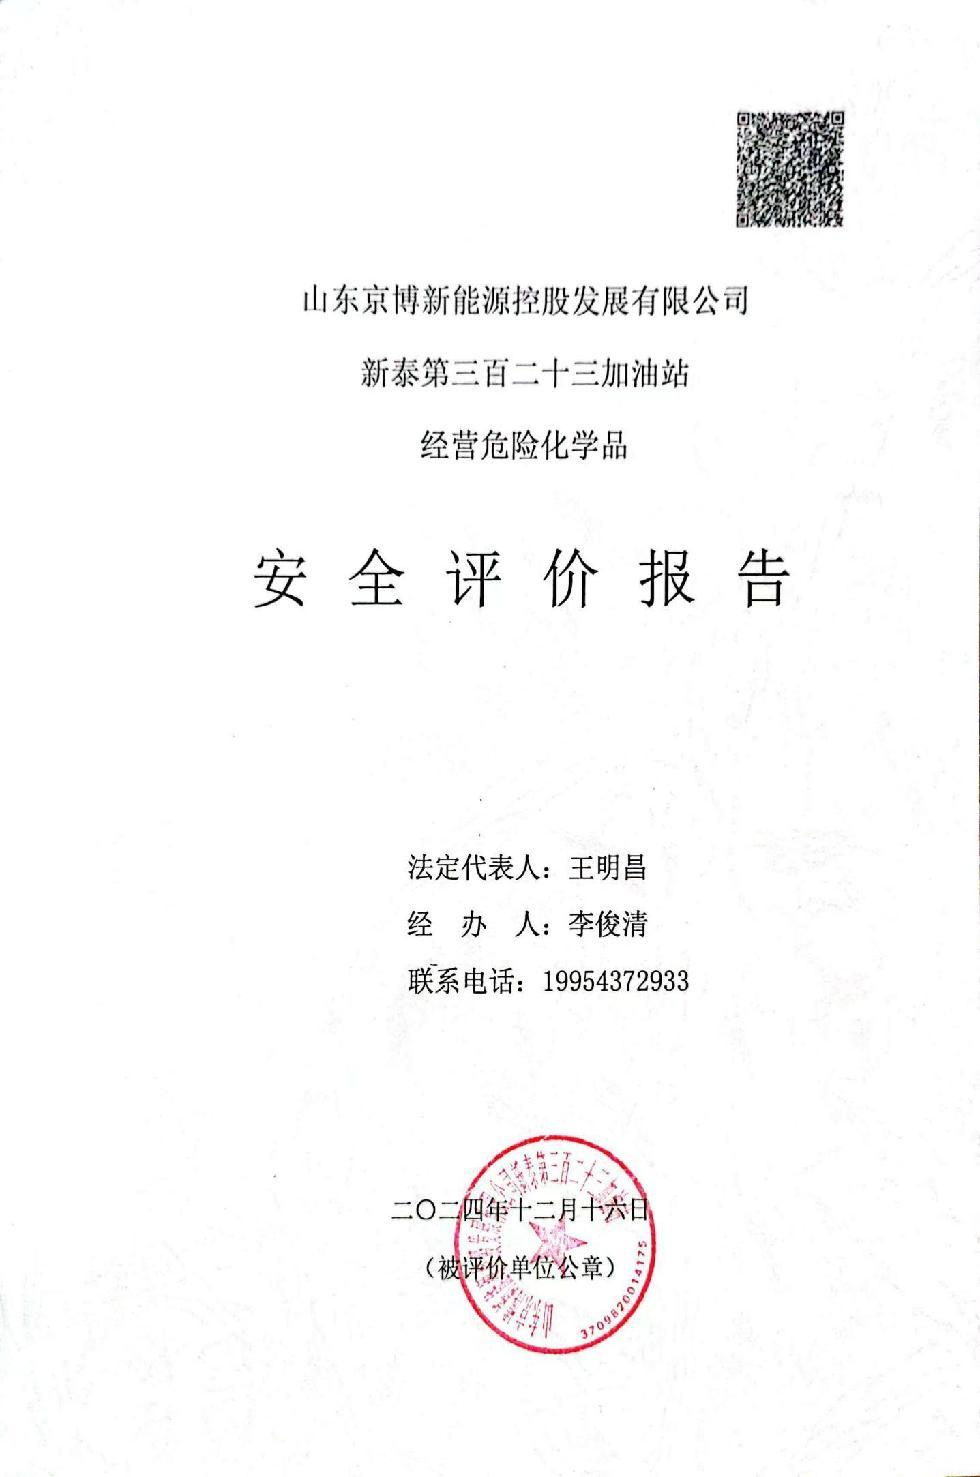 山东京博新能源控股发展有限公司
新泰第三百二十三加油站
经营危险化学品
安全评价报告
法定代表人：王明昌
经 办 人：李俊清
联系电话：19954372933
二〇二四年十二月十六日
（被评价单位公章）
3709820014175